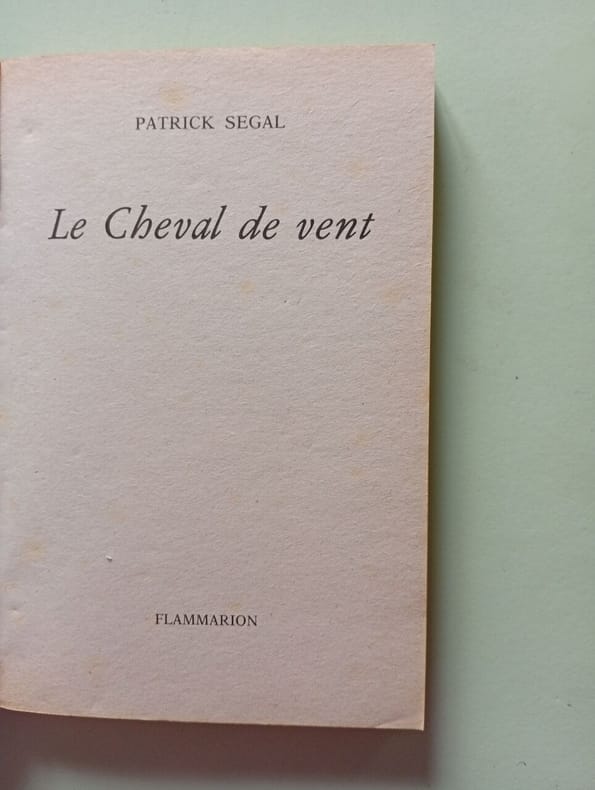 PATRICK SEGAL
Le Cheval de vent
FLAMMARION